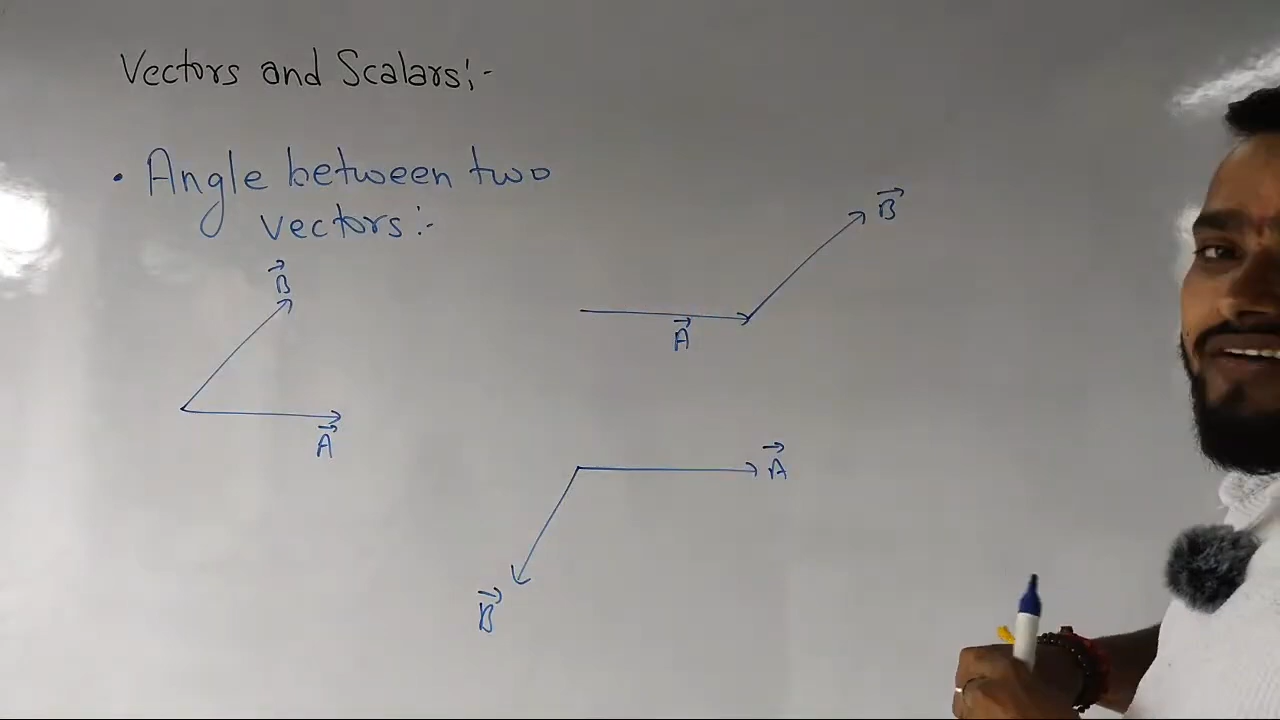 Vectors and Scalars:-
• Angle between two
vectors:-
B⃗
A⃗
A⃗
B⃗
A⃗
B⃗